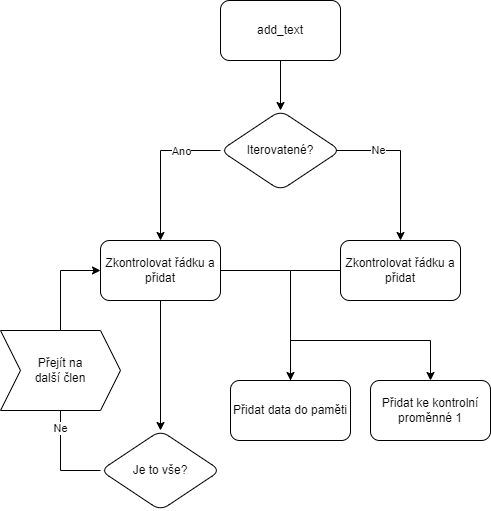 add_text
Iterovatené?
Ano
Ne
Zkontrolovat řádku a
přidat
Zkontrolovat řádku a
přidat
Přejít na
další člen
Přidat data do paměti
Přidat ke kontrolní
proměnné 1
Ne
Je to vše?